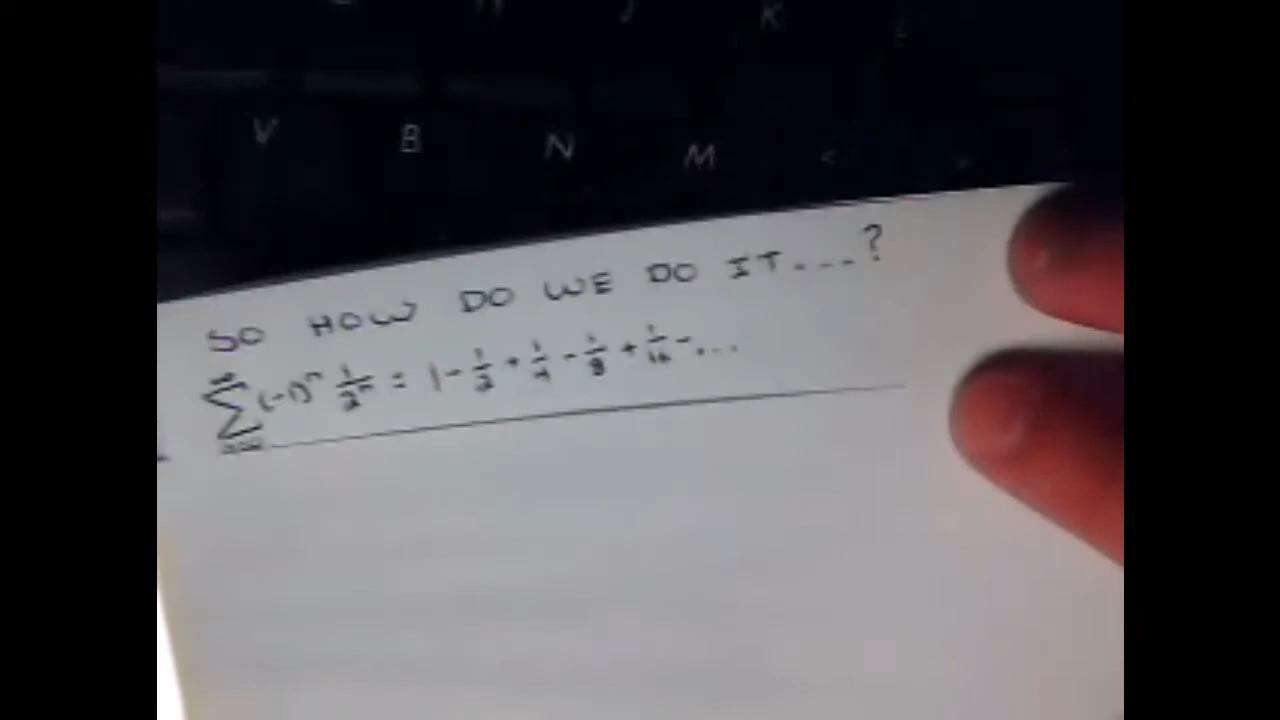 K
V B N M <
SO HOW DO WE DO IT...?
∑ (-1)ⁿ 1/2ⁿ = 1 - 1/2 + 1/4 - 1/8 + 1/16 - ...